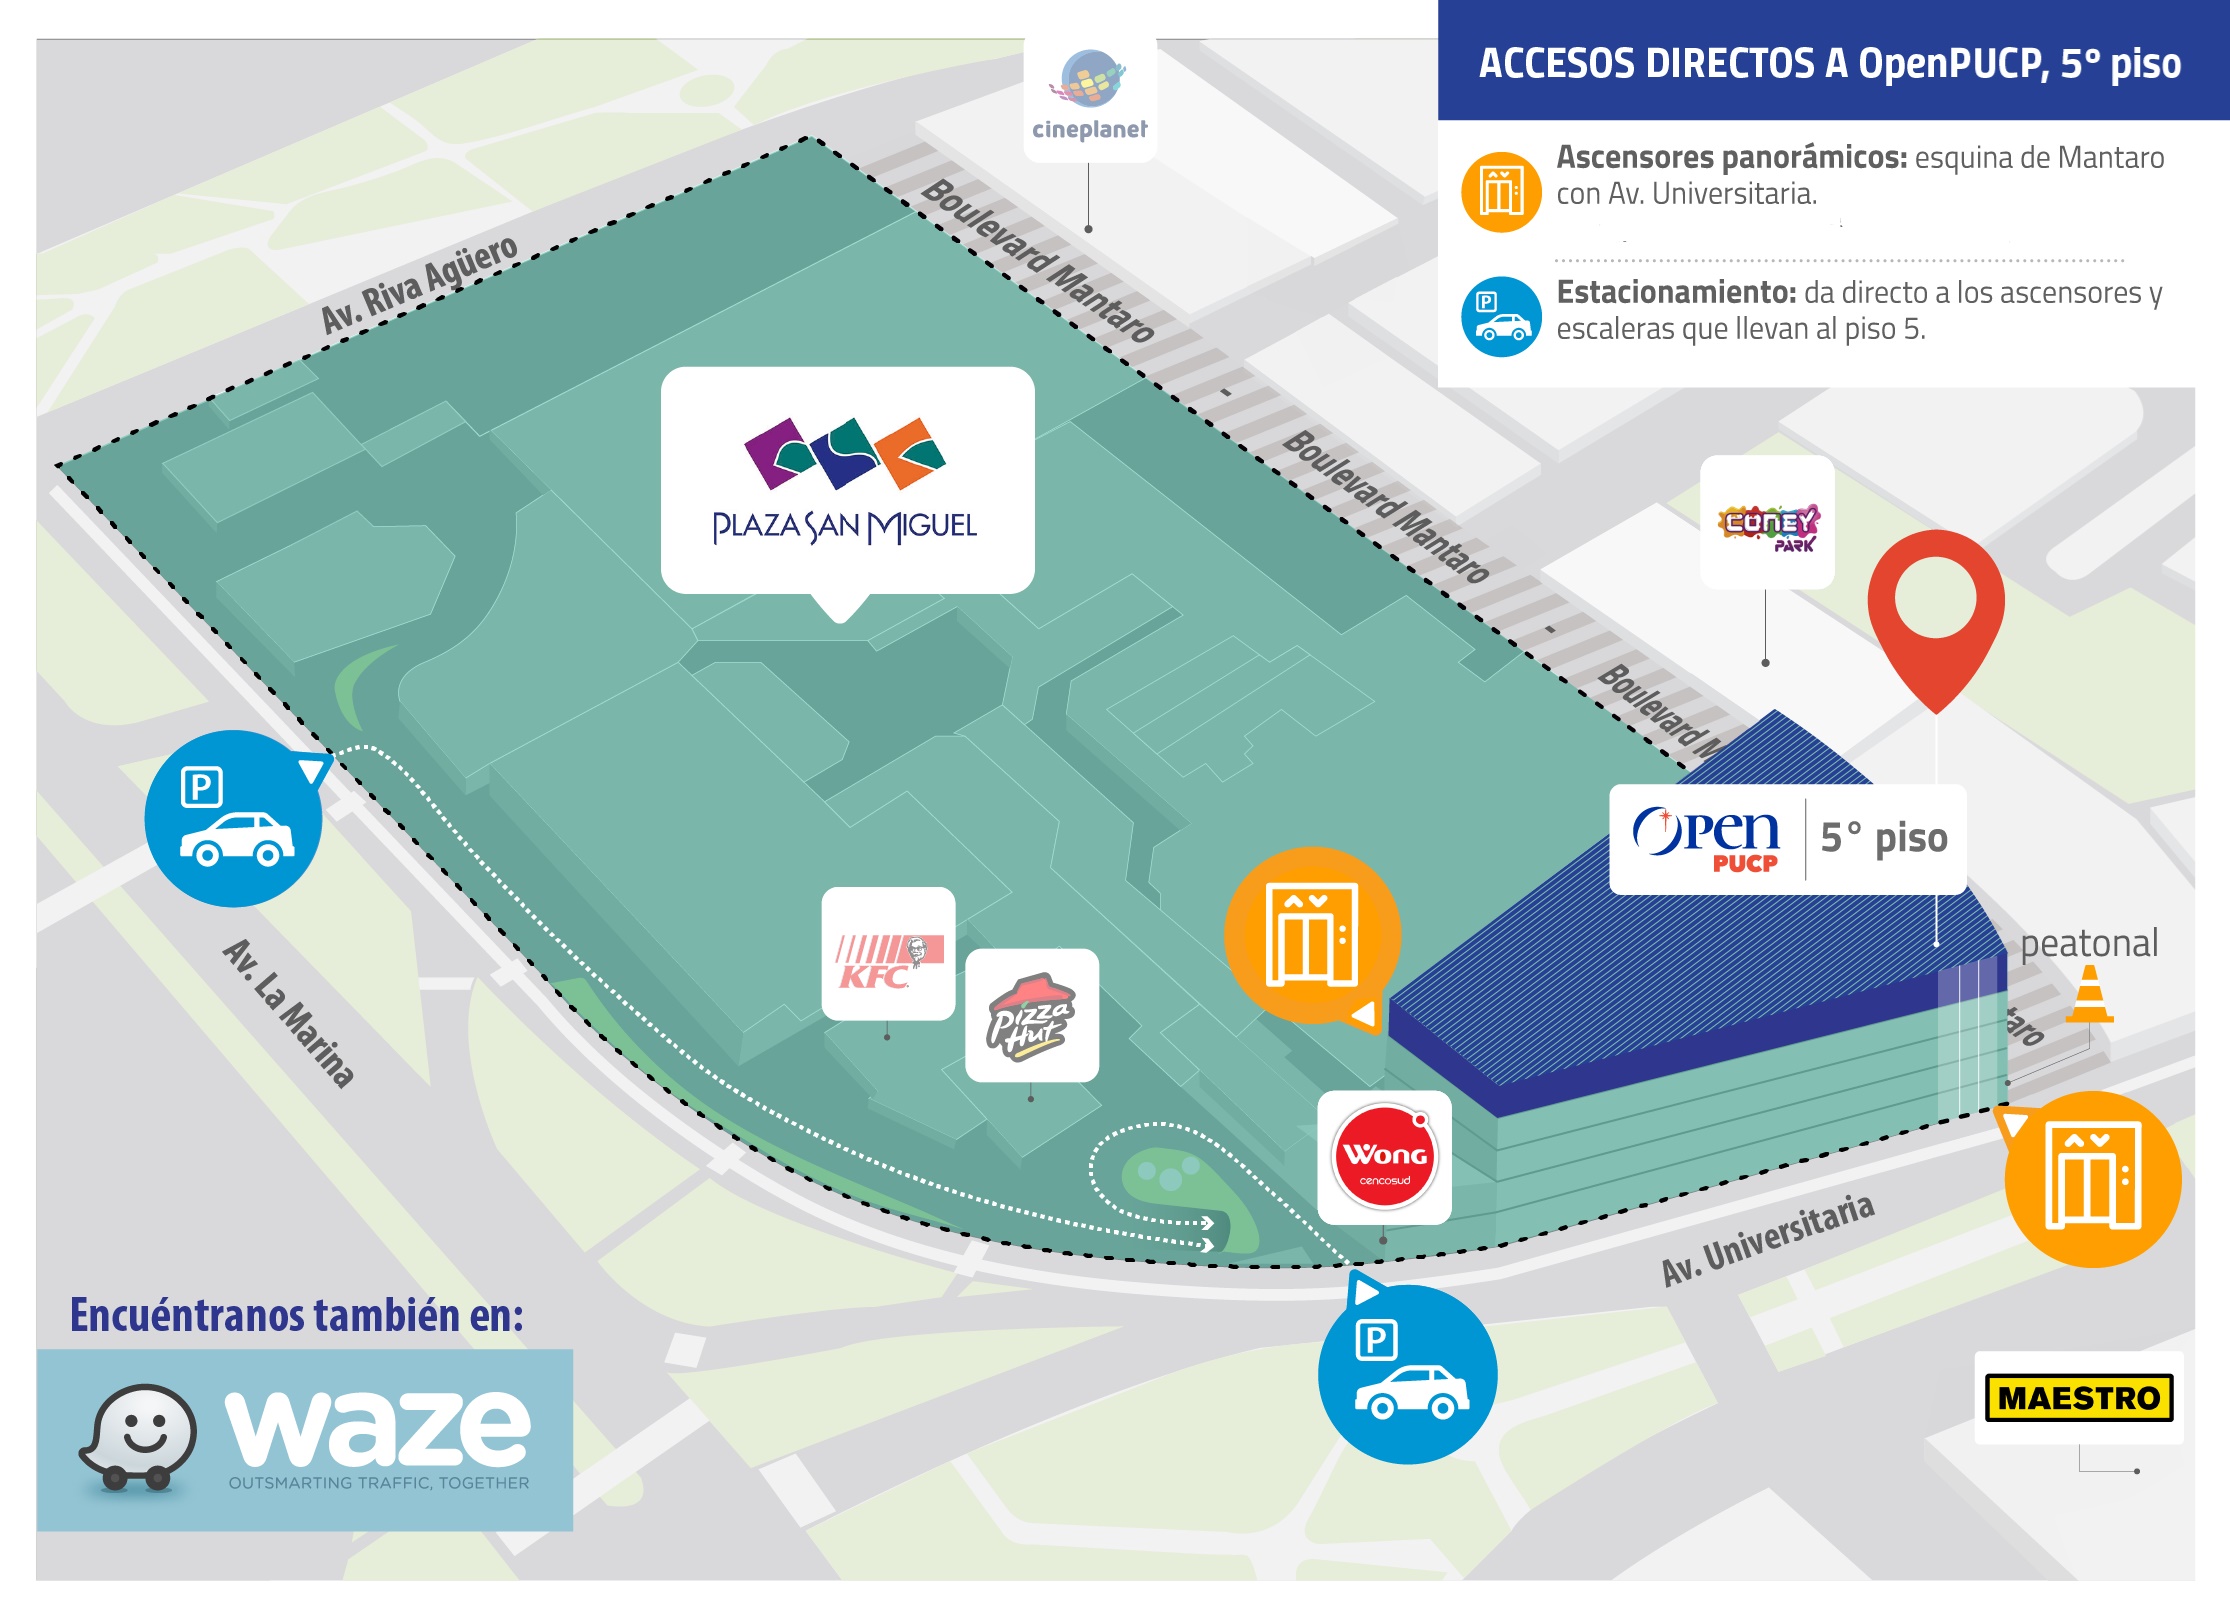 ACCESOS DIRECTOS A OpenPUCP, 5° piso
Ascensores panorámicos: esquina de Mantaro
con Av. Universitaria.
P
Estacionamiento: da directo a los ascensores y
escaleras que llevan al piso 5.
cineplanet
Av. Riva Agüero
Boulevard Mantaro
-
Boulevard Mantaro
-
Boulevard M
PLAZA SAN MIGUEL
CONEY
PARK
Open
PUCP
5° piso
peatonal
taro
P
KFC
Pizza
Hut
Av. La Marina
Wong
cencosud
Av. Universitaria
P
MAESTRO
Encuéntranos también en:
waze
OUTSMARTING TRAFFIC, TOGETHER